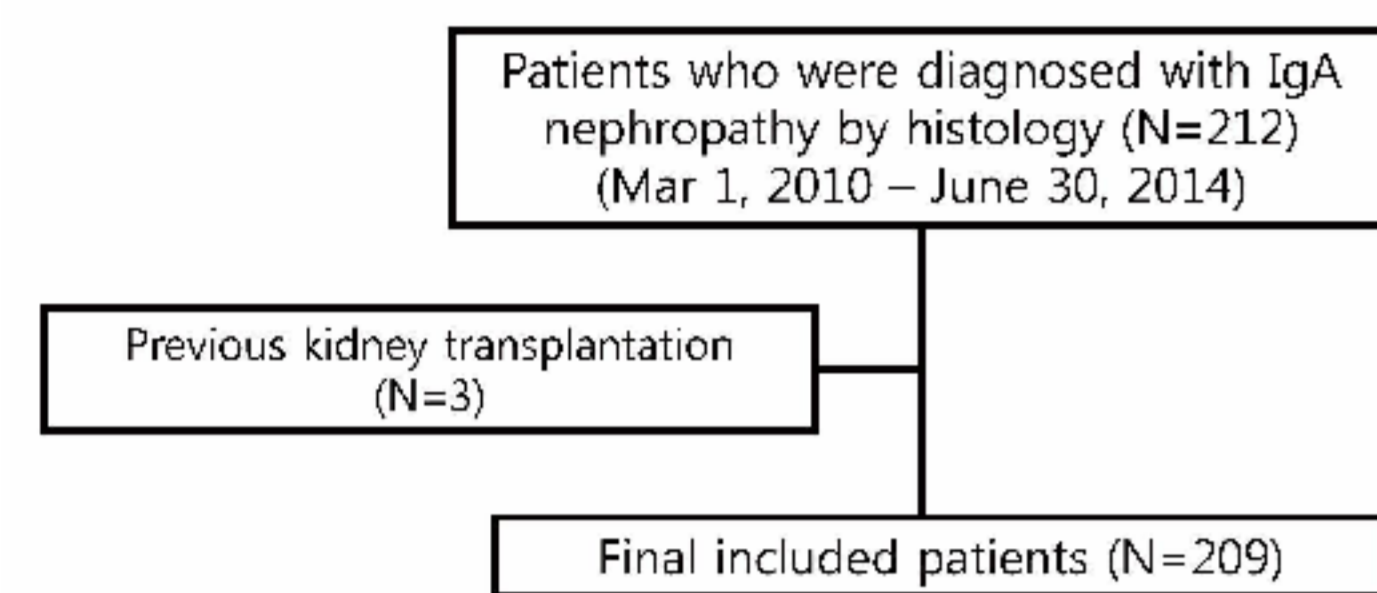 Patients who were diagnosed with IgA
nephropathy by histology (N=212)
(Mar 1, 2010 – June 30, 2014)
Previous kidney transplantation
(N=3)
Final included patients (N=209)